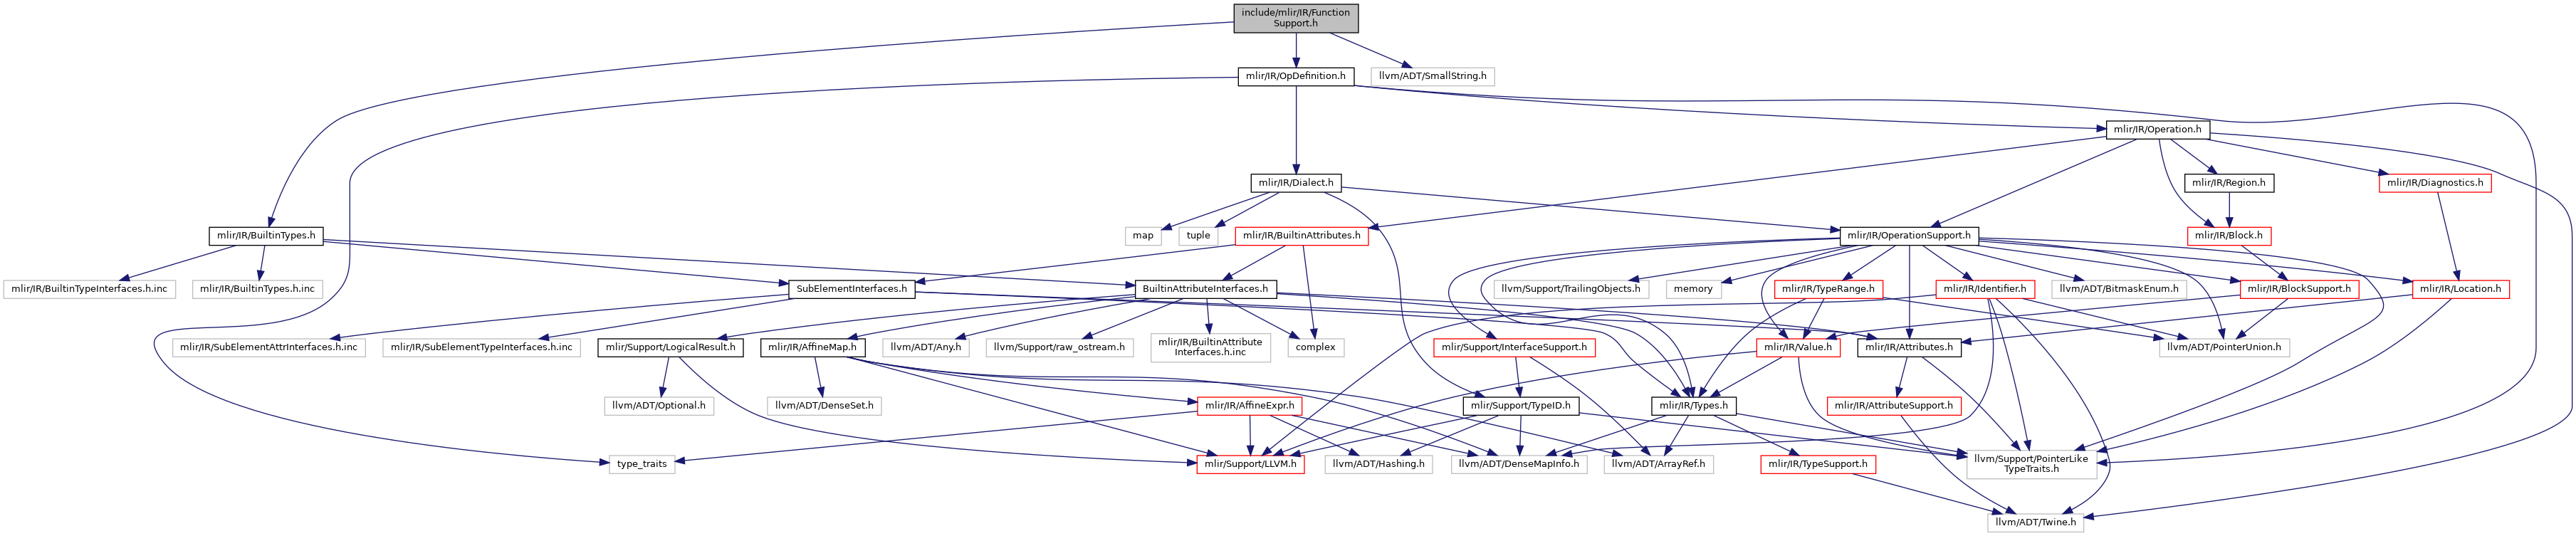 include/mlir/IR/Function
Support.h
mlir/IR/OpDefinition.h
llvm/ADT/SmallString.h
mlir/IR/Operation.h
mlir/IR/Dialect.h
mlir/IR/Region.h
mlir/IR/Diagnostics.h
mlir/IR/BuiltinTypes.h
map
tuple
mlir/IR/BuiltinAttributes.h
mlir/IR/OperationSupport.h
mlir/IR/Block.h
mlir/IR/BuiltinTypeInterfaces.h.inc
mlir/IR/BuiltinTypes.h.inc
SubElementInterfaces.h
BuiltinAttributeInterfaces.h
llvm/Support/TrailingObjects.h
memory
mlir/IR/TypeRange.h
mlir/IR/Identifier.h
llvm/ADT/BitmaskEnum.h
mlir/IR/BlockSupport.h
mlir/IR/Location.h
mlir/IR/SubElementAttrInterfaces.h.inc
mlir/IR/SubElementTypeInterfaces.h.inc
mlir/Support/LogicalResult.h
mlir/IR/AffineMap.h
llvm/ADT/Any.h
llvm/Support/raw_ostream.h
mlir/IR/BuiltinAttribute
Interfaces.h.inc
complex
mlir/Support/InterfaceSupport.h
mlir/IR/Value.h
mlir/IR/Attributes.h
llvm/ADT/PointerUnion.h
llvm/ADT/Optional.h
llvm/ADT/DenseSet.h
mlir/IR/AffineExpr.h
mlir/Support/TypeID.h
mlir/IR/Types.h
mlir/IR/AttributeSupport.h
type_traits
mlir/Support/LLVM.h
llvm/ADT/Hashing.h
llvm/ADT/DenseMapInfo.h
llvm/ADT/ArrayRef.h
mlir/IR/TypeSupport.h
llvm/Support/PointerLike
TypeTraits.h
llvm/ADT/Twine.h